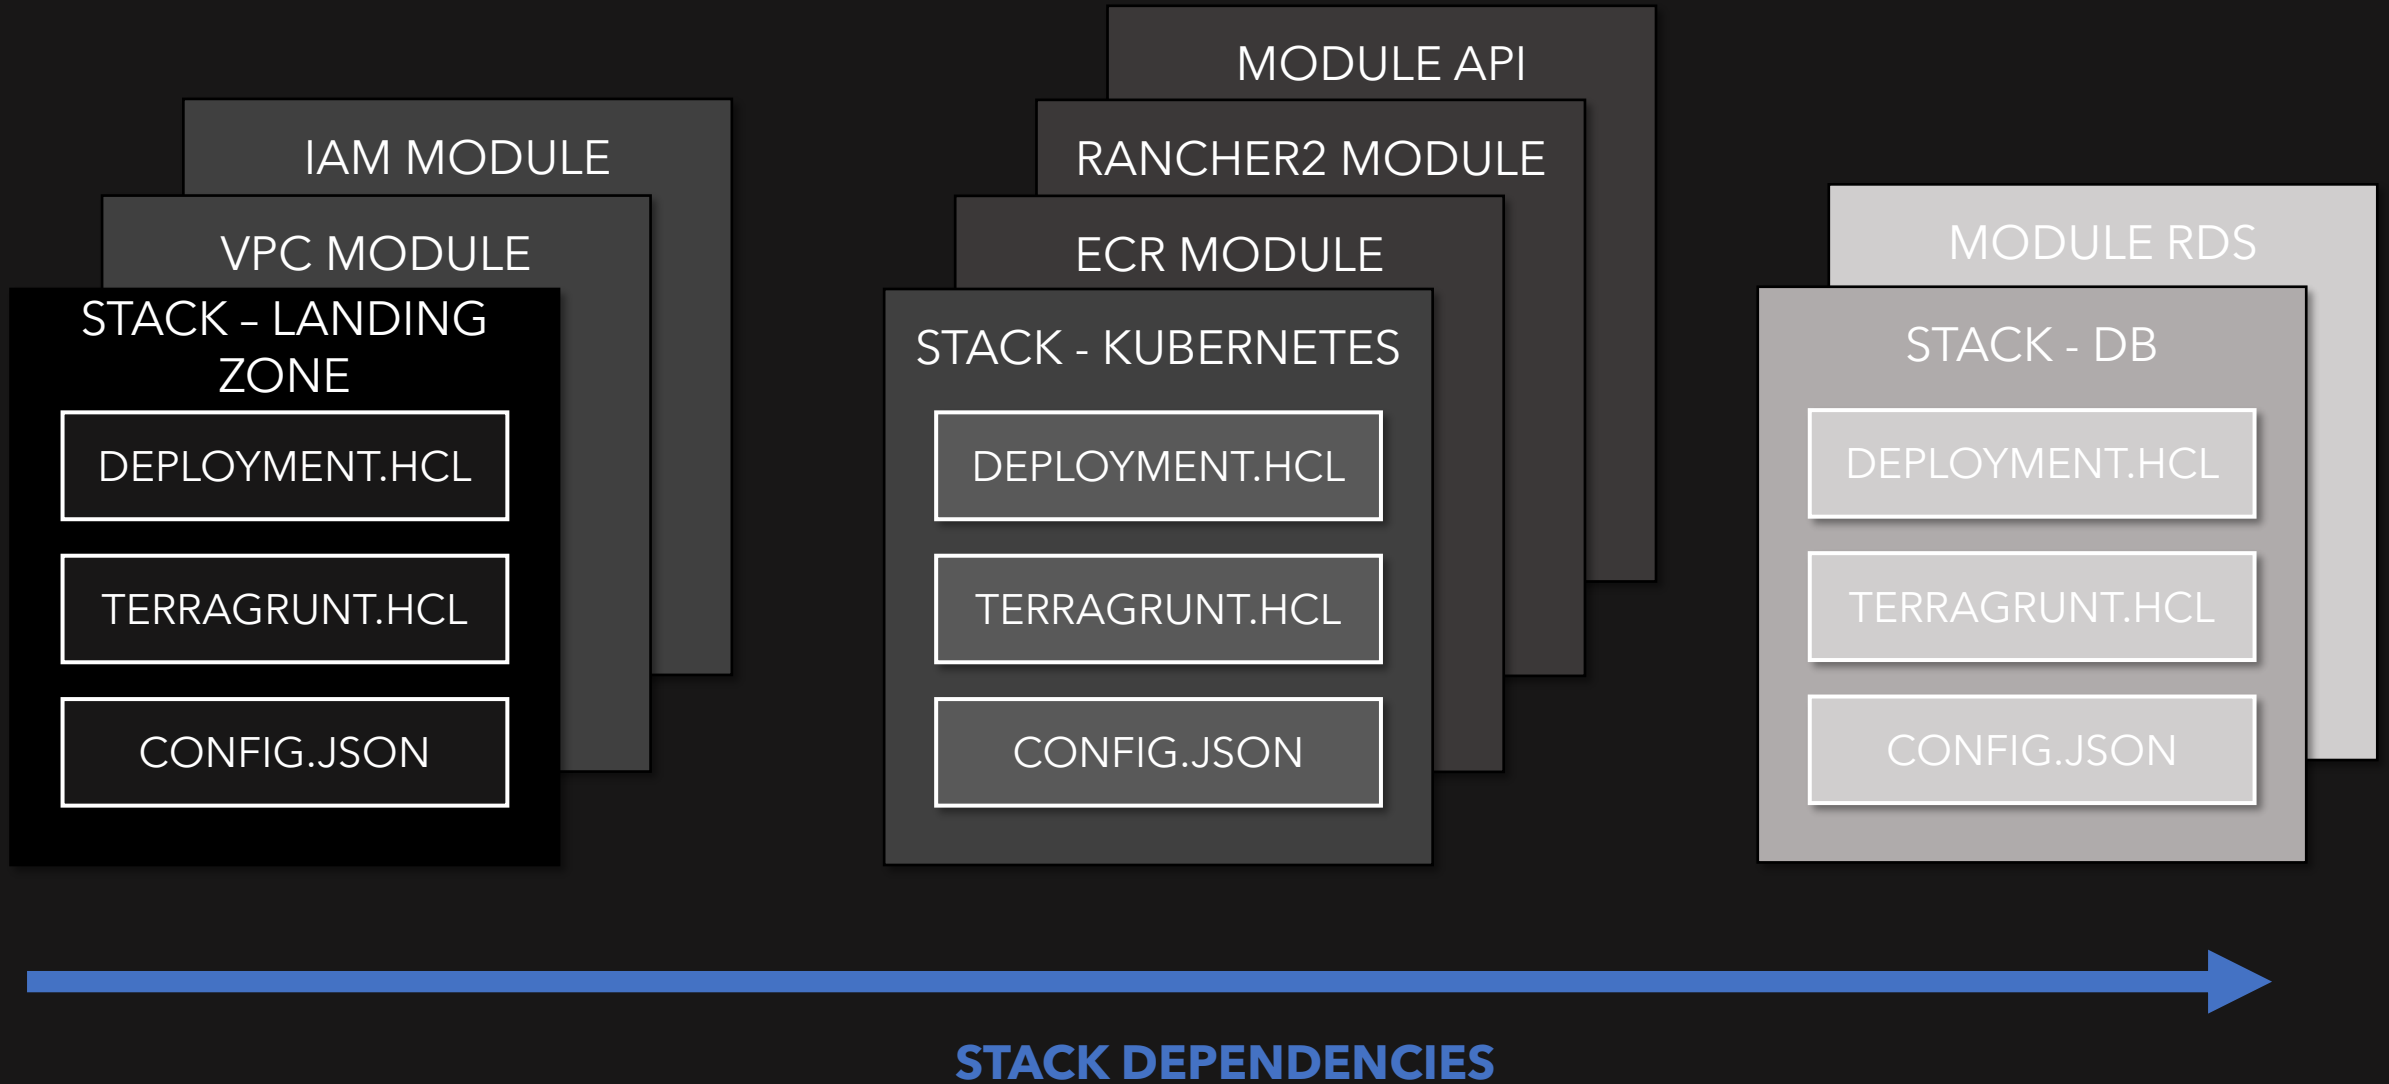 IAM MODULE
VPC MODULE
STACK – LANDING
ZONE
DEPLOYMENT.HCL
TERRAGRUNT.HCL
CONFIG.JSON
MODULE API
RANCHER2 MODULE
ECR MODULE
STACK - KUBERNETES
DEPLOYMENT.HCL
TERRAGRUNT.HCL
CONFIG.JSON
MODULE RDS
STACK - DB
DEPLOYMENT.HCL
TERRAGRUNT.HCL
CONFIG.JSON
STACK DEPENDENCIES